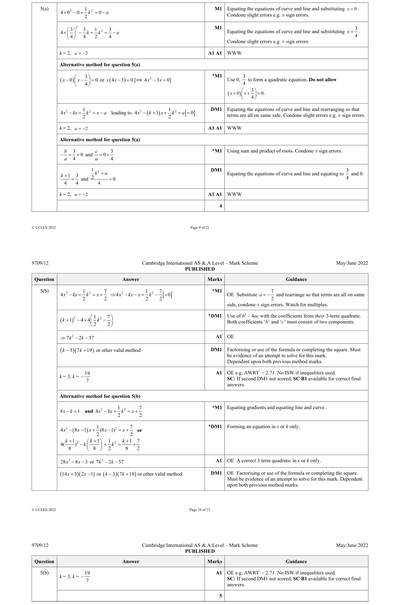 5(a)
4×0² − 0 + 1/2 k² = 0 − a
M1
Equating the equations of curve and line and substituting x = 0.
Condone slight errors e.g. ± sign errors.
4×(3/4)² − 3/4 k + 1/2 k² = 3/4 − a
M1
Equating the equations of curve and line and substituting x = 3/4.
Condone slight errors e.g. ± sign errors.
k = 2, a = −2
A1 A1
WWW
Alternative method for question 5(a)
(x − 0)(x − 3/4) = 0 or x(4x − 3) = 0 [⇒ 4x² − 3x = 0]
*M1
Use 0, 3/4 to form a quadratic equation. Do not allow
(x + 0)(x + 3/4) = 0.
4x² − kx + 1/2 k² = x − a leading to 4x² − (k + 1)x + 1/2 k² + a [= 0]
DM1
Equating the equations of curve and line and rearranging so that
terms are all on same side. Condone slight errors e.g. ± sign errors.
k = 2, a = −2
A1 A1
WWW
Alternative method for question 5(a)
−b/a = 3/4 + 0 and c/a = 0 × 3/4
*M1
Using sum and product of roots. Condone ± sign errors.
(k + 1)/4 = 3/4 and (1/2 k² + a)/4 = 0
DM1
Equating the equations of curve and line and equating to 3/4 and 0.
k = 2, a = −2
A1 A1
WWW
4
© UCLES 2022
Page 9 of 21
9709/12
Cambridge International AS & A Level – Mark Scheme
May/June 2022
PUBLISHED
Question
Answer
Marks
Guidance
5(b)
4x² − kx + 1/2 k² = x + 7/2 ⇒ 4x² − kx − x + 1/2 k² − 7/2 [= 0]
*M1
OE Substitute a = −7/2 and rearrange so that terms are all on same
side, condone ± sign errors. Watch for multiples.
(k + 1)² − 4×4(1/2 k² − 7/2)
*DM1
Use of b² − 4ac with the coefficients from their 3-term quadratic.
Both coefficients 'b' and 'c' must consist of two components.
⇒ 7k² − 2k − 57
A1
OE
(k − 3)(7k + 19) or other valid method
DM1
Factorising or use of the formula or completing the square. Must
be evidence of an attempt to solve for this mark.
Dependent upon both previous method marks.
k = 3, k = −19/7
A1
OE e.g. AWRT − 2.71. No ISW if inequalities used.
SC: If second DM1 not scored, SC B1 available for correct final
answers.
Alternative method for question 5(b)
8x − k = 1 and 4x² − kx + 1/2 k² = x + 7/2
*M1
Equating gradients and equating line and curve.
4x² − (8x − 1)x + 1/2 (8x − 1)² = x + 7/2 or
4((k + 1)/8)² − k((k + 1)/8) + 1/2 k² = (k + 1)/8 + 7/2
*DM1
Forming an equation in x or k only.
28x² − 8x − 3 or 7k² − 2k − 57
A1
OE A correct 3 term quadratic in x or k only.
(14x + 3)(2x − 1) or (k − 3)(7k + 19) or other valid method
DM1
OE Factorising or use of the formula or completing the square.
Must be evidence of an attempt to solve for this mark. Dependent
upon both previous method marks.
© UCLES 2022
Page 10 of 21
9709/12
Cambridge International AS & A Level – Mark Scheme
May/June 2022
PUBLISHED
Question
Answer
Marks
Guidance
5(b)
k = 3, k = −19/7
A1
OE e.g. AWRT − 2.71. No ISW if inequalities used.
SC: If second DM1 not scored, SC B1 available for correct final
answers.
5